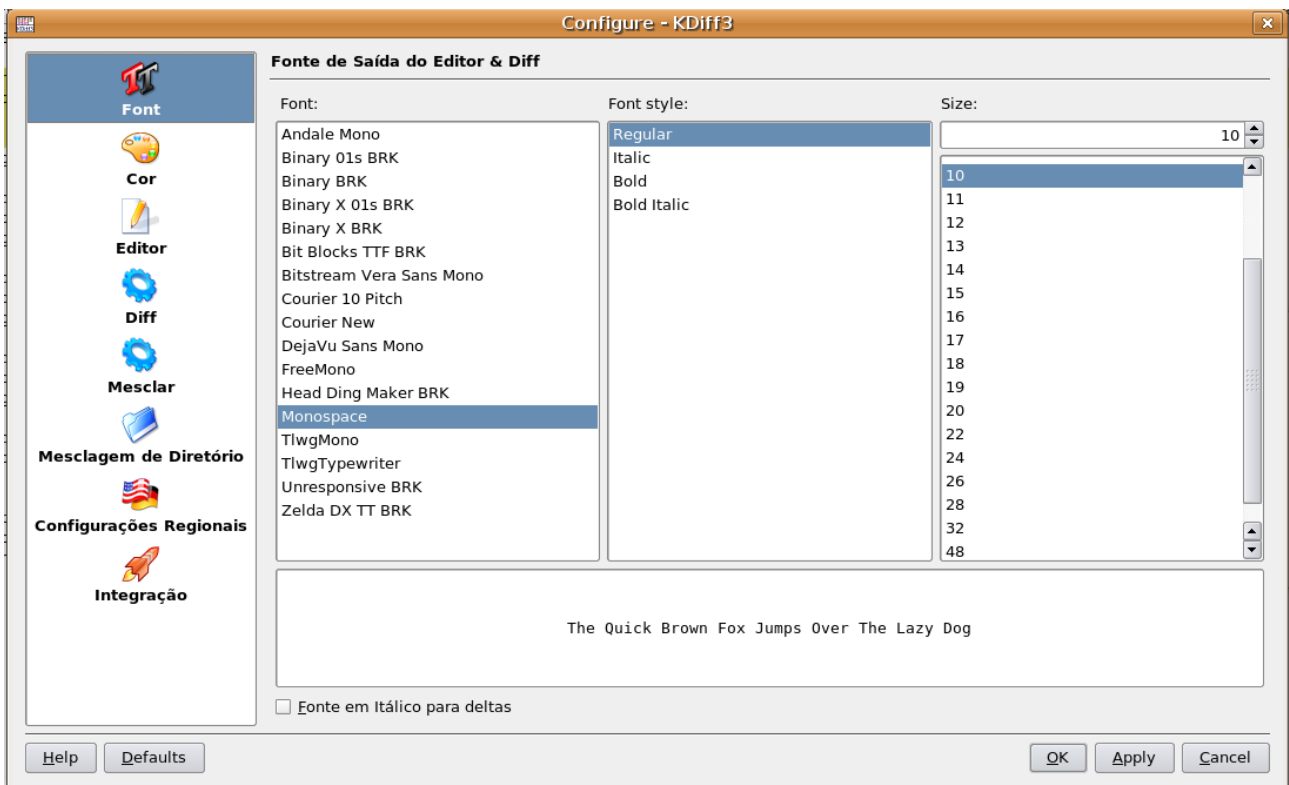 Configure - KDiff3
Font
Cor
Editor
Diff
Mesclar
Mesclagem de Diretório
Configurações Regionais
Integração
Fonte de Saída do Editor & Diff
Font:
Andale Mono
Binary 01s BRK
Binary BRK
Binary X 01s BRK
Binary X BRK
Bit Blocks TTF BRK
Bitstream Vera Sans Mono
Courier 10 Pitch
Courier New
DejaVu Sans Mono
FreeMono
Head Ding Maker BRK
Monospace
TlwgMono
TlwgTypewriter
Unresponsive BRK
Zelda DX TT BRK
Font style:
Regular
Italic
Bold
Bold Italic
Size:
10
10
11
12
13
14
15
16
17
18
19
20
22
24
26
28
32
48
The Quick Brown Fox Jumps Over The Lazy Dog
Fonte em Itálico para deltas
Help
Defaults
OK
Apply
Cancel